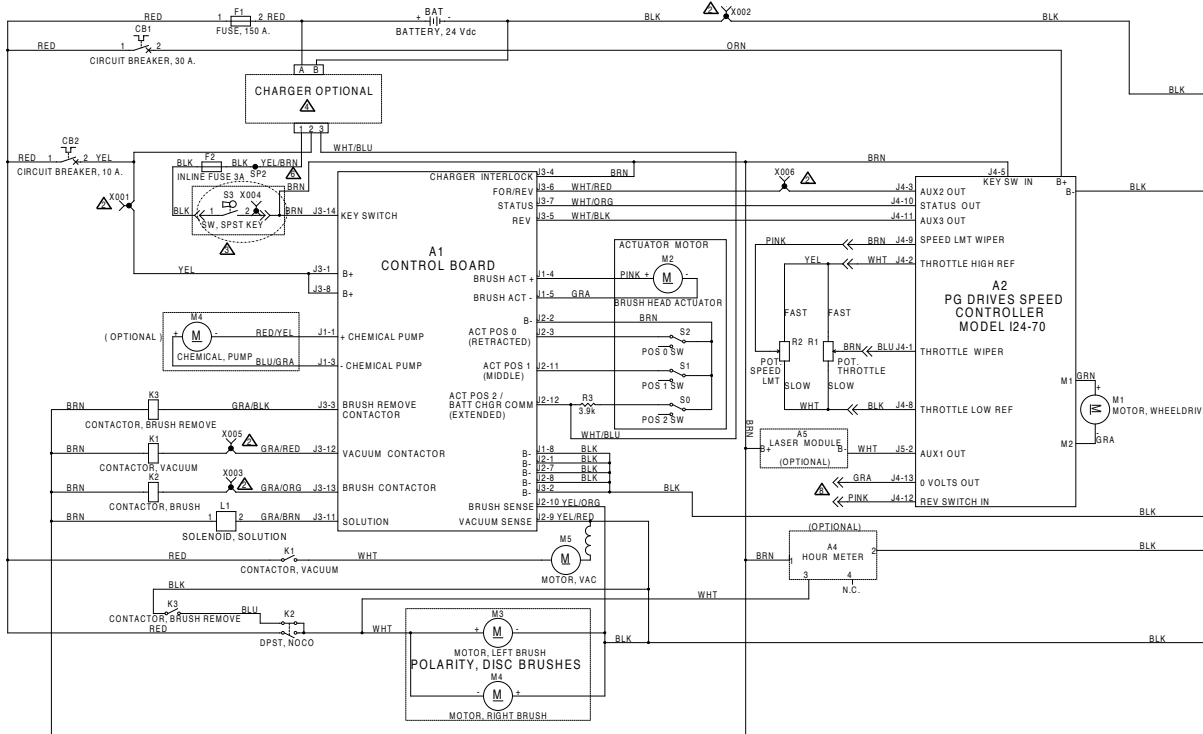 RED 1 F1 2 RED
FUSE, 150 A.
BAT
+ -
BATTERY, 24 Vdc
BLK
2 X002
BLK
CB1
RED 1 2
CIRCUIT BREAKER, 30 A.
ORN
A B
CHARGER OPTIONAL
4
1 2 3
BLK
CB2
RED 1 2 YEL
CIRCUIT BREAKER, 10 A.
WHT/BLU
BLK F2 BLK YEL/BRN
INLINE FUSE 3A SP2 6
BRN
2 X001
S3 X004
BLK 1 2 BRN J3-14 KEY SWITCH
SW, SPST KEY
3
A1
CONTROL BOARD
CHARGER INTERLOCK J3-4 BRN
FOR/REV J3-6 WHT/RED
STATUS J3-7 WHT/ORG
REV J3-5 WHT/BLK
X006 2
BRN
J4-5
KEY SW IN
B+
B- BLK
J4-3 AUX2 OUT
J4-10 STATUS OUT
J4-11 AUX3 OUT
PINK BRN J4-9 SPEED LMT WIPER
YEL WHT J4-2 THROTTLE HIGH REF
A2
PG DRIVES SPEED
CONTROLLER
MODEL I24-70
YEL J3-1 B+
J3-8 B+
ACTUATOR MOTOR
M2
BRUSH ACT + J1-4 PINK + M
BRUSH ACT - J1-5 GRA
BRUSH HEAD ACTUATOR
B- J2-2 BRN
ACT POS 0 J2-3
(RETRACTED)
S2
POS 0 SW
ACT POS 1 J2-11
(MIDDLE)
S1
POS 1 SW
ACT POS 2 /
BATT CHGR COMM J2-12
(EXTENDED)
R3
3.9k
S0
POS 2 SW
WHT/BLU
FAST FAST
R2 R1
POT
SPEED
LMT
POT
THROTTLE
BRN BLU J4-1 THROTTLE WIPER
SLOW SLOW
WHT BLK J4-8 THROTTLE LOW REF
M1 GRN
+
M M1
MOTOR, WHEELDRIV
-
M2 GRA
M4
( OPTIONAL ) + M - RED/YEL J1-1 + CHEMICAL PUMP
CHEMICAL, PUMP
BLU/GRA J1-3 - CHEMICAL PUMP
K3
BRN GRA/BLK J3-3 BRUSH REMOVE
CONTACTOR
CONTACTOR, BRUSH REMOVE
K1 X005 2
BRN GRA/RED J3-12 VACUUM CONTACTOR
CONTACTOR, VACUUM
K2 X003 2
BRN GRA/ORG J3-13 BRUSH CONTACTOR
CONTACTOR, BRUSH
L1
BRN 1 2 GRA/BRN J3-11 SOLUTION
SOLENOID, SOLUTION
B- J1-8 BLK
B- J2-1 BLK
B- J2-7 BLK
B- J2-8 BLK
B- J3-2 BLK
BRUSH SENSE J2-10 YEL/ORG
VACUUM SENSE J2-9 YEL/RED
BRN
A5
B+ LASER MODULE B- WHT J5-2 AUX1 OUT
(OPTIONAL)
8 GRA J4-13 0 VOLTS OUT
PINK J4-12 REV SWITCH IN
BLK
K1
RED WHT
CONTACTOR, VACUUM
M5
M
MOTOR, VAC
(OPTIONAL)
BRN 1 A4 2 BLK
HOUR METER
3 4
N.C.
BLK
K3 BLU
CONTACTOR, BRUSH REMOVE
RED
K2
DPST, NOCO
WHT
WHT
M3
+ M -
MOTOR, LEFT BRUSH
POLARITY, DISC BRUSHES
M4
- M +
MOTOR, RIGHT BRUSH
BLK BLK